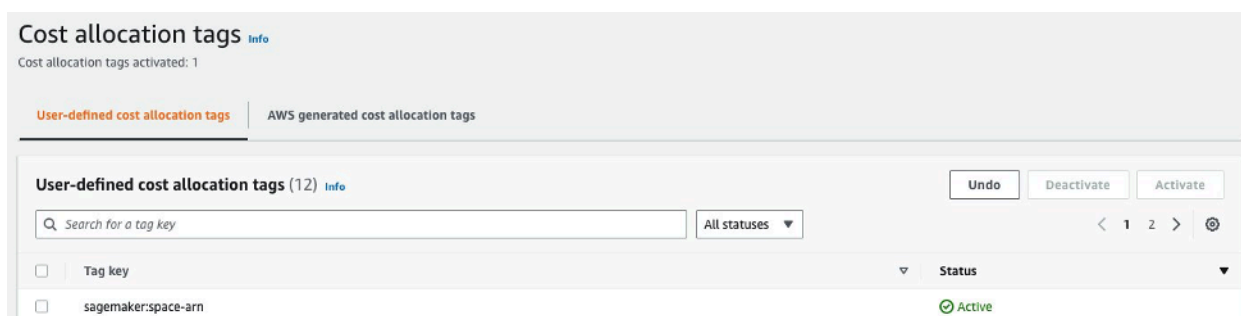 Cost allocation tags Info
Cost allocation tags activated: 1
User-defined cost allocation tags AWS generated cost allocation tags
User-defined cost allocation tags (12) Info Undo Deactivate Activate
Search for a tag key All statuses 1 2
Tag key Status
sagemaker:space-arn Active